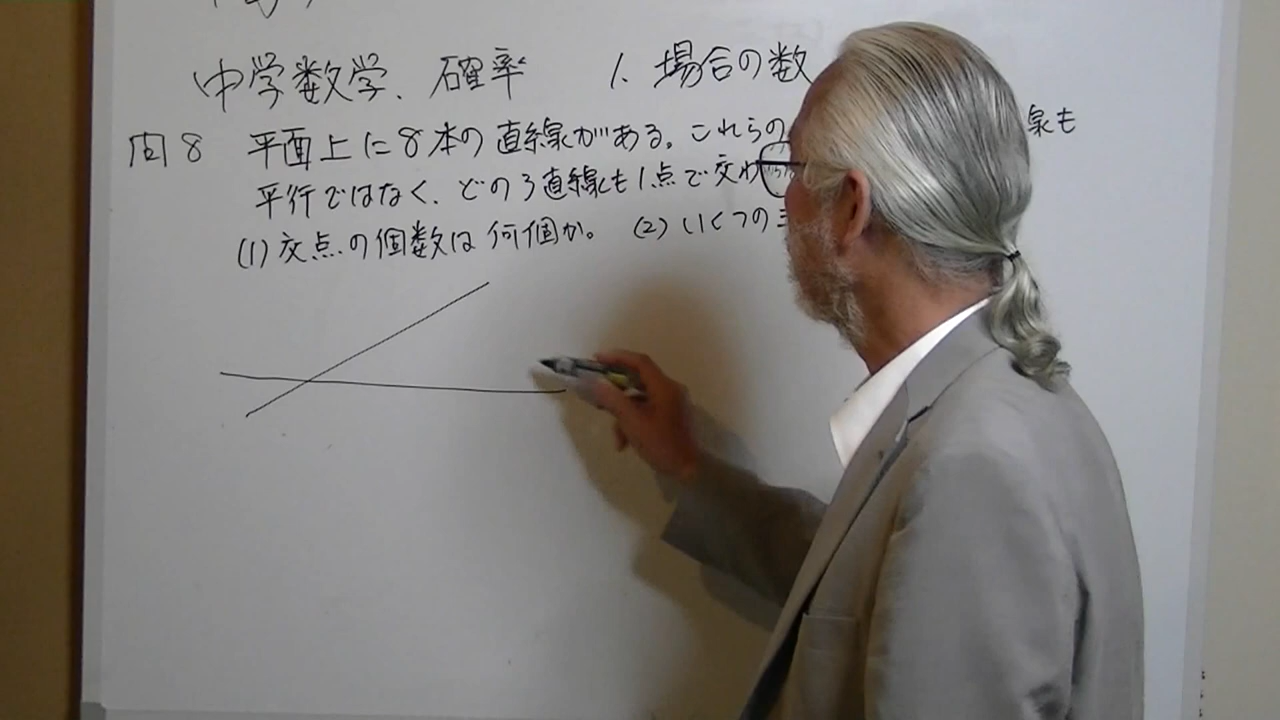 中学数学、確率 1. 場合の数
問8 平面上に8本の直線がある。これらの 線も
平行ではなく、どの3直線も1点で交わ
(1) 交点の個数は何個か。 (2) いくつの